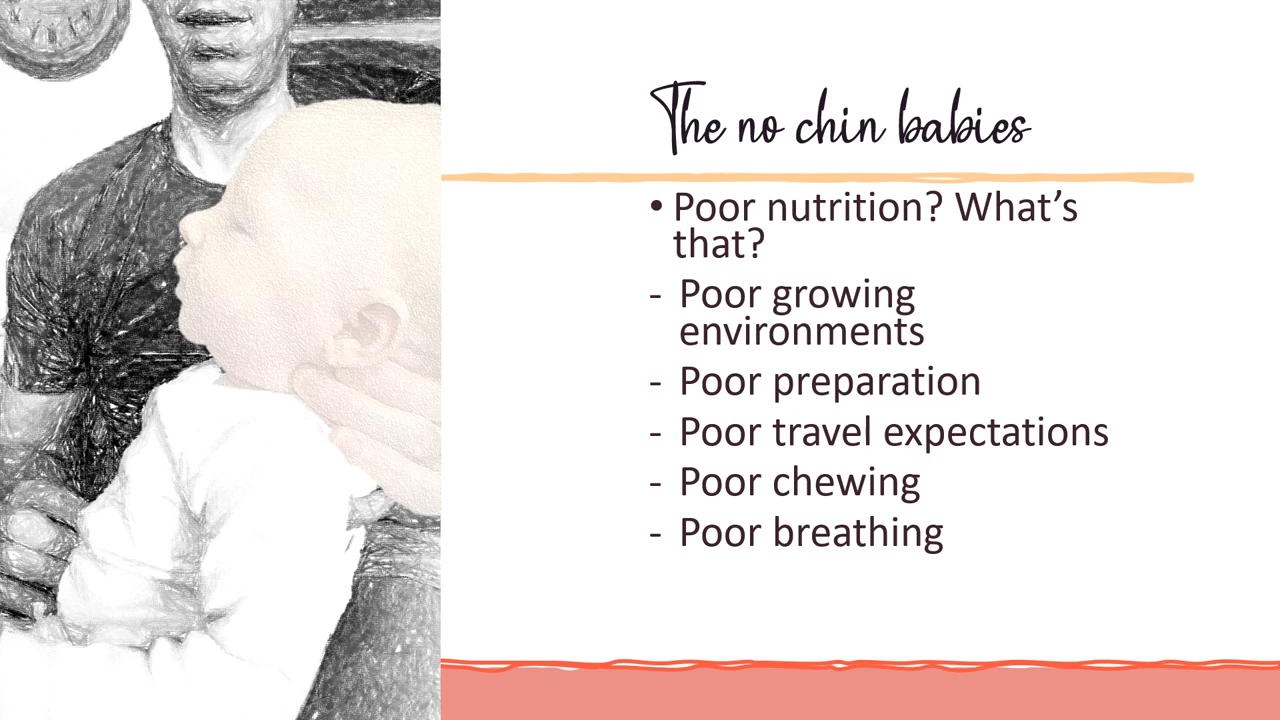 The no chin babies
• Poor nutrition? What's
that?
- Poor growing
environments
- Poor preparation
- Poor travel expectations
- Poor chewing
- Poor breathing